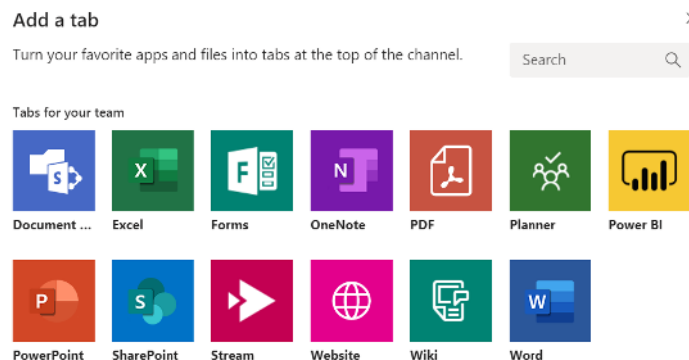 Add a tab
Turn your favorite apps and files into tabs at the top of the channel.
Search
Tabs for your team
S
X
F
N
Document ...
Excel
Forms
OneNote
PDF
Planner
Power BI
P
S
W
PowerPoint
SharePoint
Stream
Website
Wiki
Word